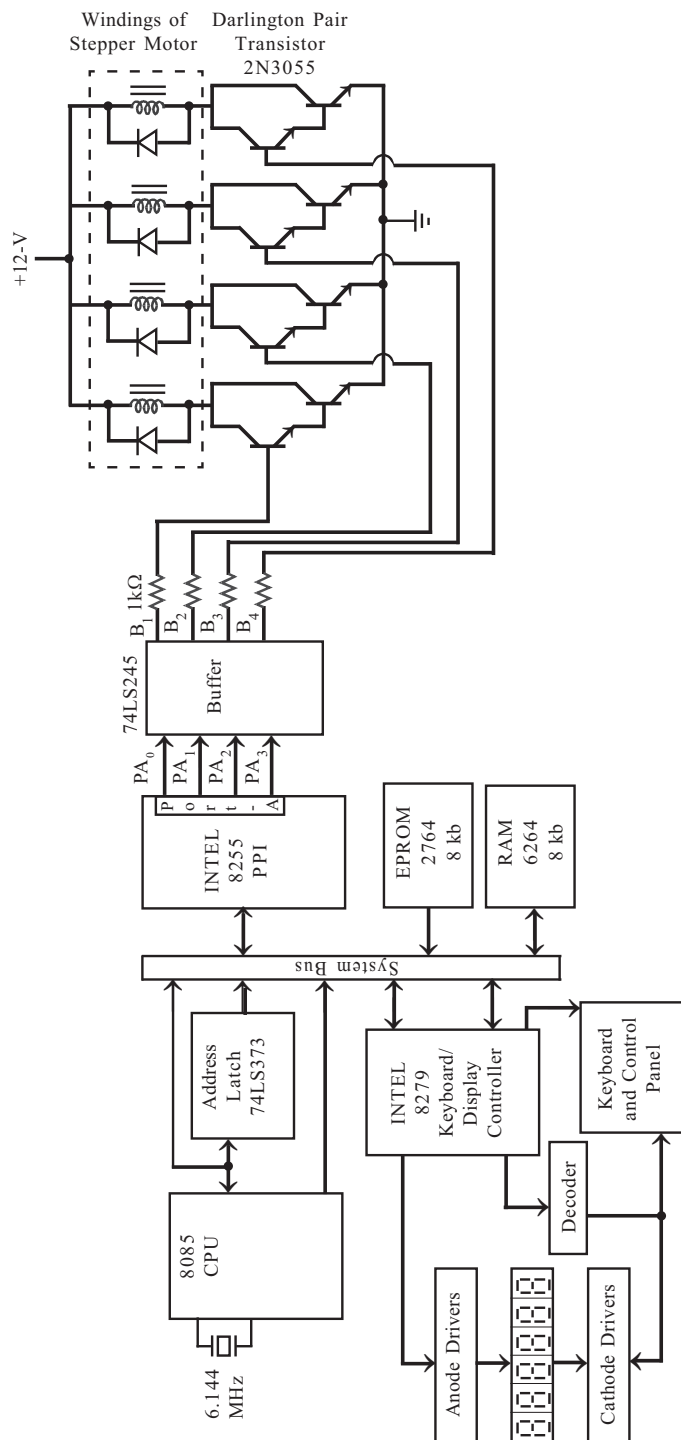 Windings of
Stepper Motor
Darlington Pair
Transistor
2N3055
+12-V
B1
1kΩ
B2
B3
B4
74LS245
Buffer
PA0
PA1
PA2
PA3
Port-A
INTEL
8255
PPI
EPROM
2764
8 kb
RAM
6264
8 kb
System Bus
Address
Latch
74LS373
INTEL
8279
Keyboard/
Display
Controller
Keyboard
and Control
Panel
8085
CPU
6.144
MHz
Decoder
Anode Drivers
Cathode Drivers